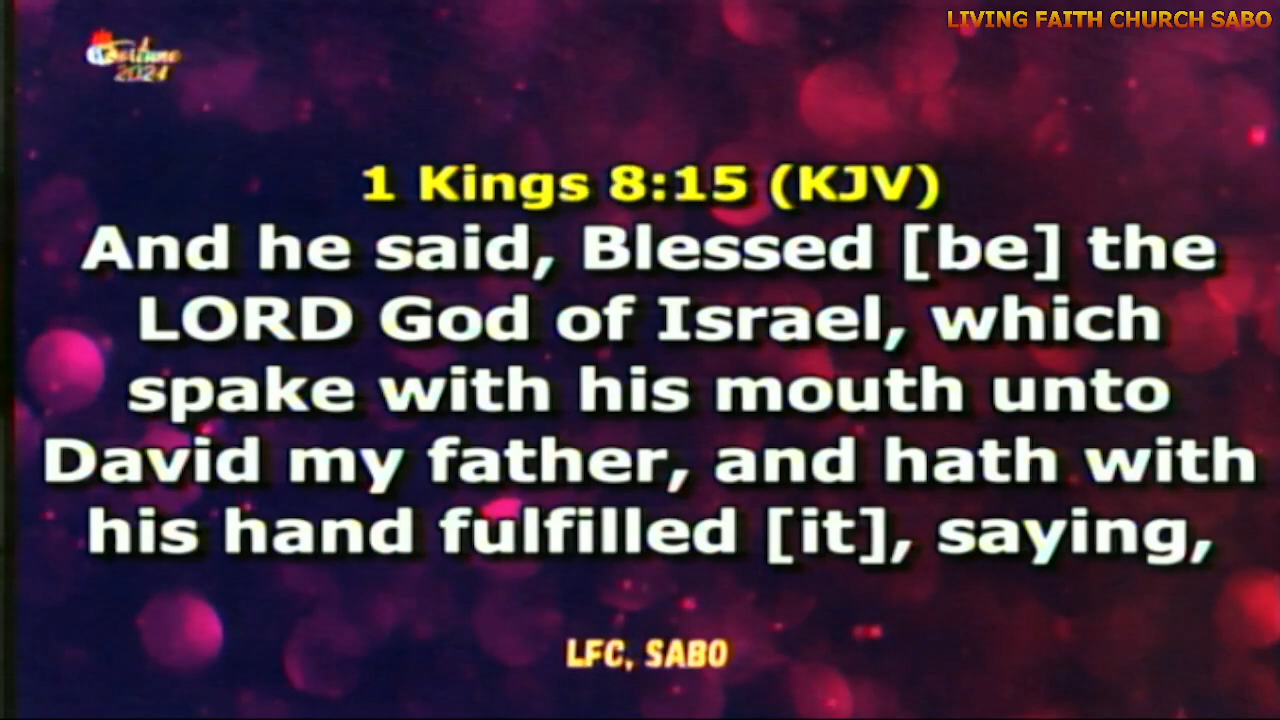 LIVING FAITH CHURCH SABO
2024
1 Kings 8:15 (KJV)
And he said, Blessed [be] the
LORD God of Israel, which
spake with his mouth unto
David my father, and hath with
his hand fulfilled [it], saying,
LFC, SABO